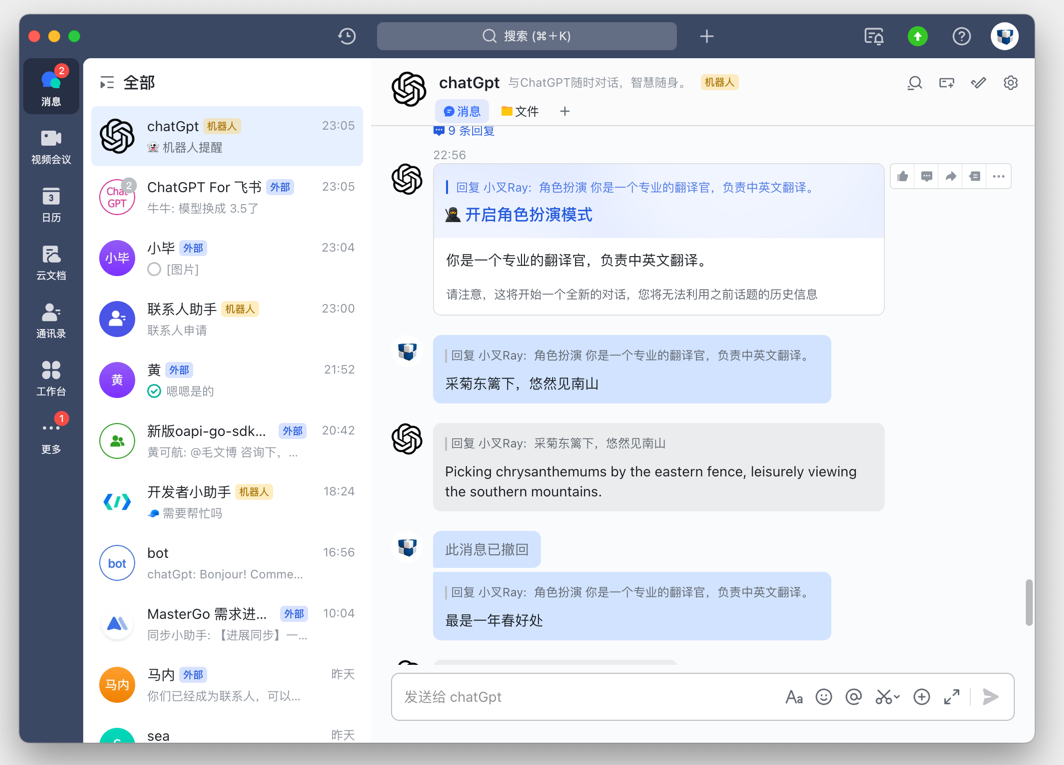 搜索 (⌘+K)
2
消息
视频会议
3
日历
云文档
通讯录
工作台
1
更多
全部
chatGpt 机器人 23:05
机器人提醒
Chat
GPT
2
ChatGPT For 飞书 外部 23:05
牛牛: 模型换成 3.5了
小毕
小毕 外部 23:04
[图片]
联系人助手 机器人 23:00
联系人申请
黄
黄 外部 21:52
嗯嗯是的
新版oapi-go-sdk... 外部 20:42
黄可航: @毛文博 咨询下，...
开发者小助手 机器人 18:24
需要帮忙吗
bot
bot 16:56
chatGpt: Bonjour! Comme...
MasterGo 需求进... 外部 10:04
同步小助手: 【进展同步】一...
马内
马内 外部 昨天
你们已经成为联系人，可以...
sea 昨天
chatGpt 与ChatGPT随时对话，智慧随身。 机器人
消息 文件
9 条回复
22:56
回复 小叉Ray: 角色扮演 你是一个专业的翻译官，负责中英文翻译。
开启角色扮演模式
你是一个专业的翻译官，负责中英文翻译。
请注意，这将开始一个全新的对话，您将无法利用之前话题的历史信息
回复 小叉Ray: 角色扮演 你是一个专业的翻译官，负责中英文翻译。
采菊东篱下，悠然见南山
回复 小叉Ray: 采菊东篱下，悠然见南山
Picking chrysanthemums by the eastern fence, leisurely viewing
the southern mountains.
此消息已撤回
回复 小叉Ray: 角色扮演 你是一个专业的翻译官，负责中英文翻译。
最是一年春好处
发送给 chatGpt
Aa